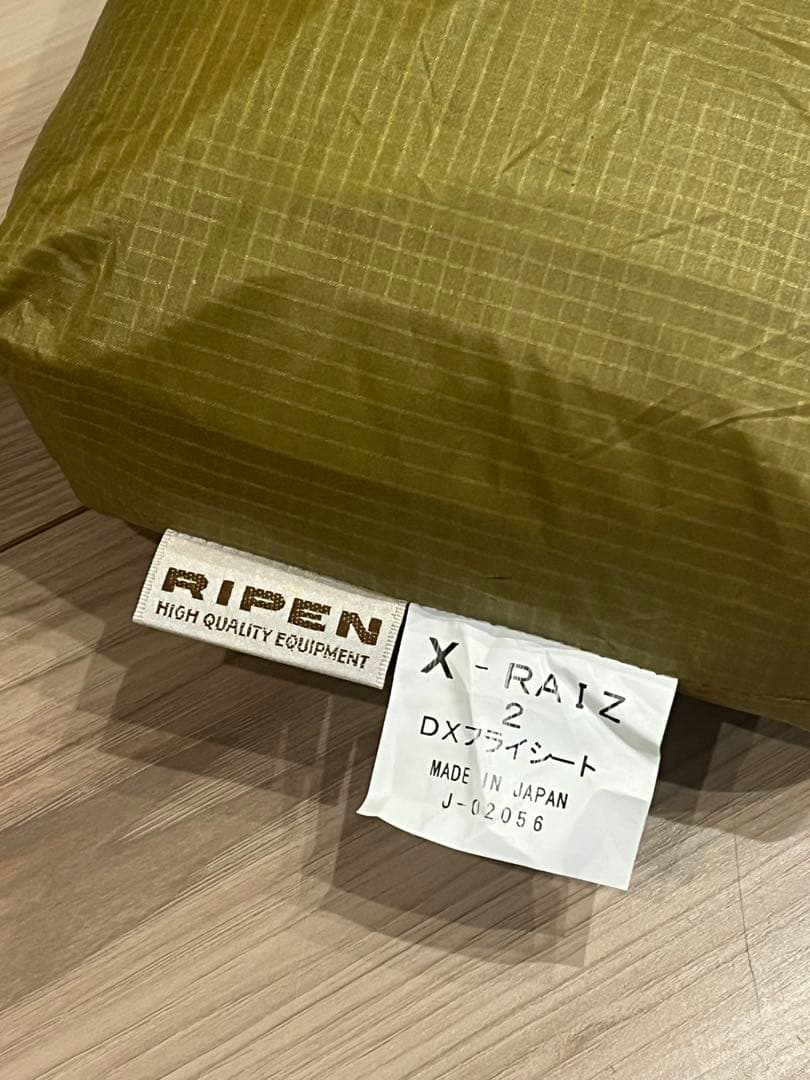 RIPEN
HIGH QUALITY EQUIPMENT
X-RAIZ
2
DXフライシート
MADE IN JAPAN
J-02056